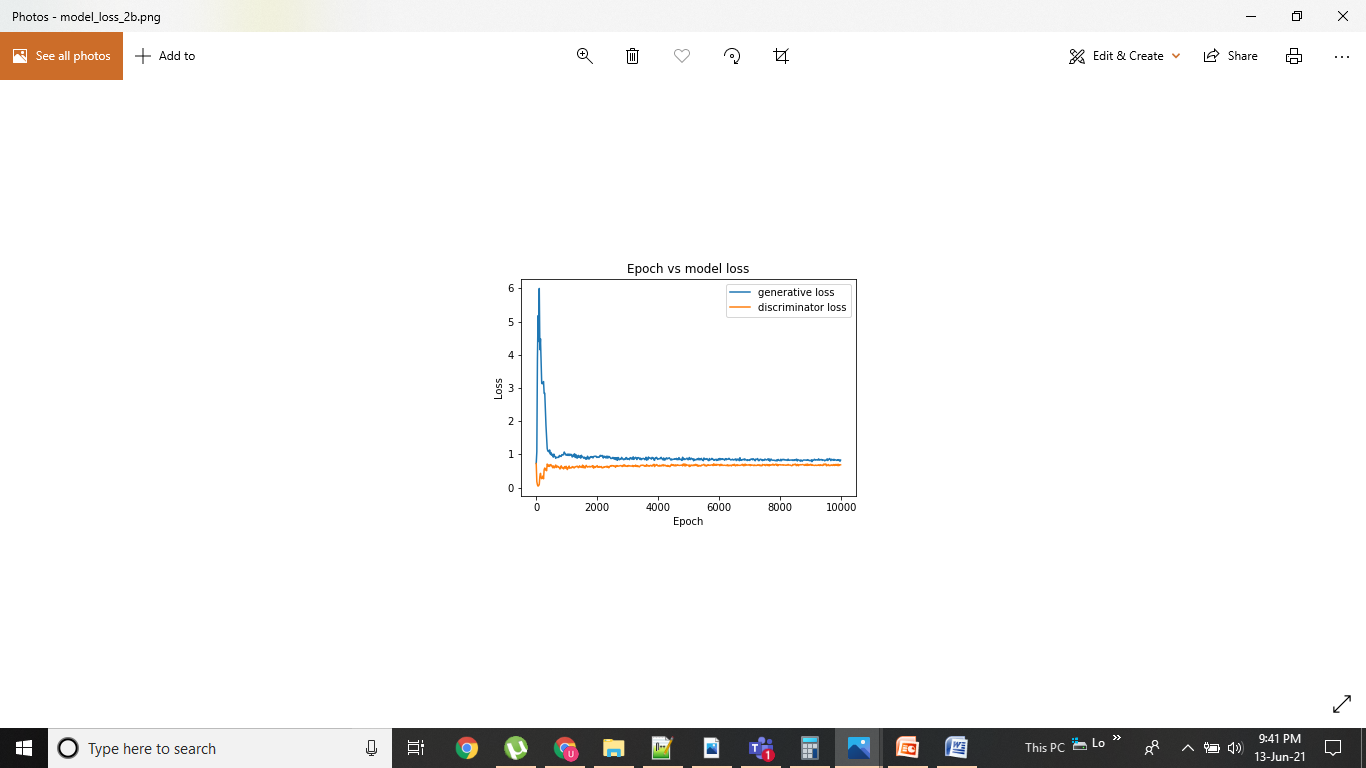 Photos - model_loss_2b.png
See all photos
Add to
Edit & Create
Share
Epoch vs model loss
generative loss
discriminator loss
6
5
4
3
2
1
0
Loss
0 2000 4000 6000 8000 10000
Epoch
Type here to search
U
1
This PC
Lo
9:41 PM
13-Jun-21